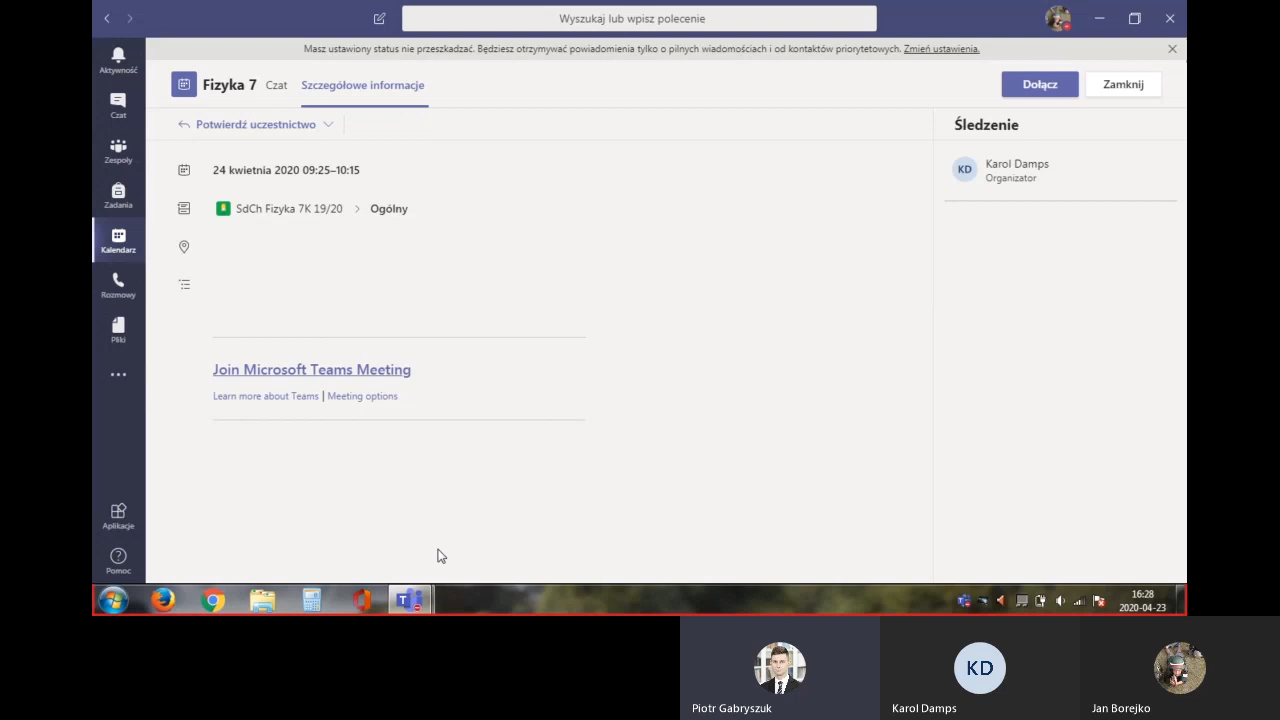 Wyszukaj lub wpisz polecenie
Masz ustawiony status nie przeszkadzać. Będziesz otrzymywać powiadomienia tylko o pilnych wiadomościach i od kontaktów priorytetowych. Zmień ustawienia.
Aktywność
Czat
Zespoły
Zadania
Kalendarz
Rozmowy
Pliki
Aplikacje
Pomoc
Fizyka 7 Czat Szczegółowe informacje
Dołącz Zamknij
Potwierdź uczestnictwo
24 kwietnia 2020 09:25–10:15
SdCh Fizyka 7K 19/20 > Ogólny
Join Microsoft Teams Meeting
Learn more about Teams | Meeting options
Śledzenie
KD Karol Damps
Organizator
16:28
2020-04-23
KD
Piotr Gabryszuk Karol Damps Jan Borejko